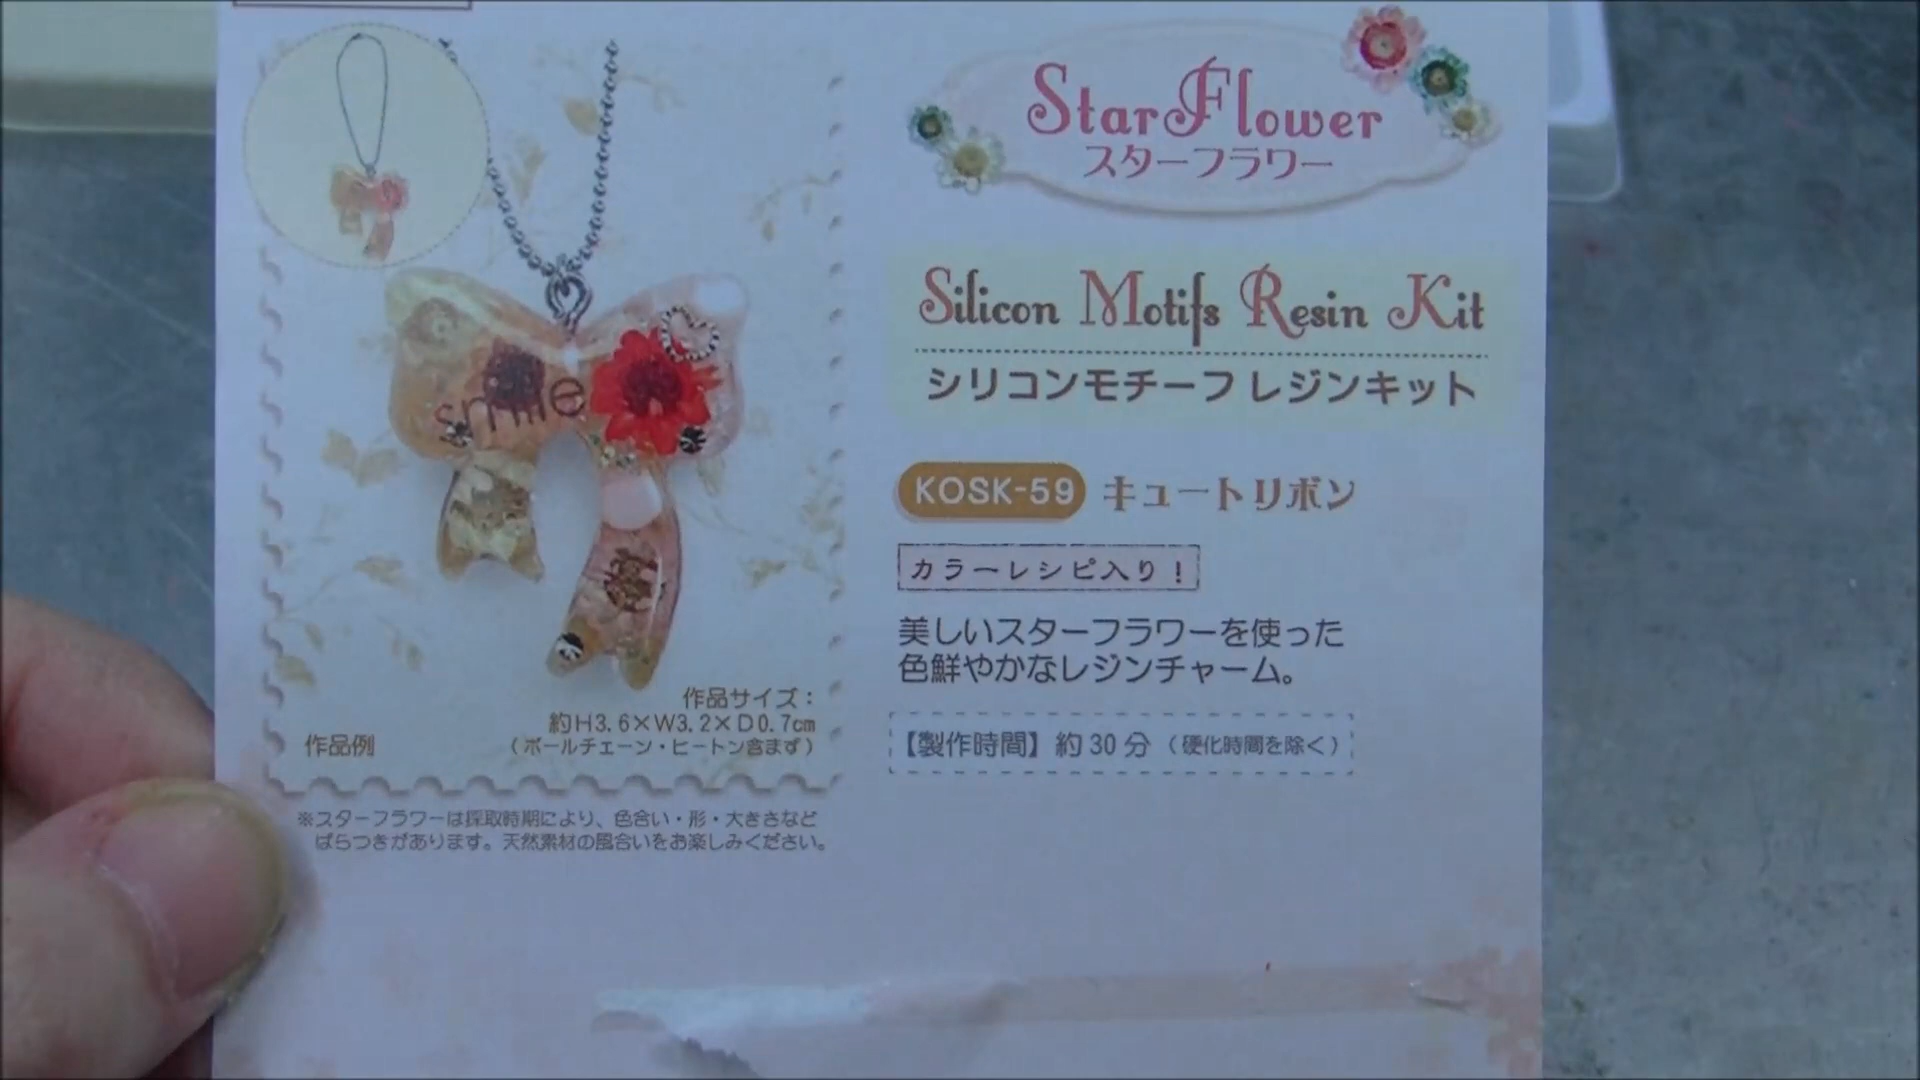 smile
作品例
作品サイズ：
約H3.6×W3.2×D0.7cm
（ボールチェーン・ヒートン含まず）
※スターフラワーは採取時期により、色合い・形・大きさなど
ばらつきがあります。天然素材の風合いをお楽しみください。
StarFlower
スターフラワー
Silicon Motifs Resin Kit
シリコンモチーフ レジンキット
KOSK-59 キュートリボン
カラーレシピ入り！
美しいスターフラワーを使った
色鮮やかなレジンチャーム。
【製作時間】約30分（硬化時間を除く）